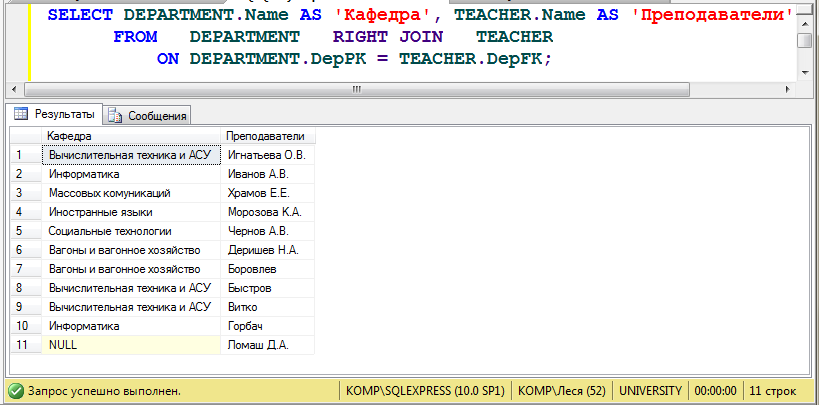 SELECT DEPARTMENT.Name AS 'Кафедра', TEACHER.Name AS 'Преподаватели'
FROM DEPARTMENT RIGHT JOIN TEACHER
ON DEPARTMENT.DepPK = TEACHER.DepFK;
Результаты Сообщения
Кафедра Преподаватели
1 Вычислительная техника и АСУ Игнатьева О.В.
2 Информатика Иванов А.В.
3 Массовых комуникаций Храмов Е.Е.
4 Иностранные языки Морозова К.А.
5 Социальные технологии Чернов А.В.
6 Вагоны и вагонное хозяйство Деришев Н.А.
7 Вагоны и вагонное хозяйство Боровлев
8 Вычислительная техника и АСУ Быстров
9 Вычислительная техника и АСУ Витко
10 Информатика Горбач
11 NULL Ломаш Д.А.
Запрос успешно выполнен. KOMP\SQLEXPRESS (10.0 SP1) KOMP\Леся (52) UNIVERSITY 00:00:00 11 строк